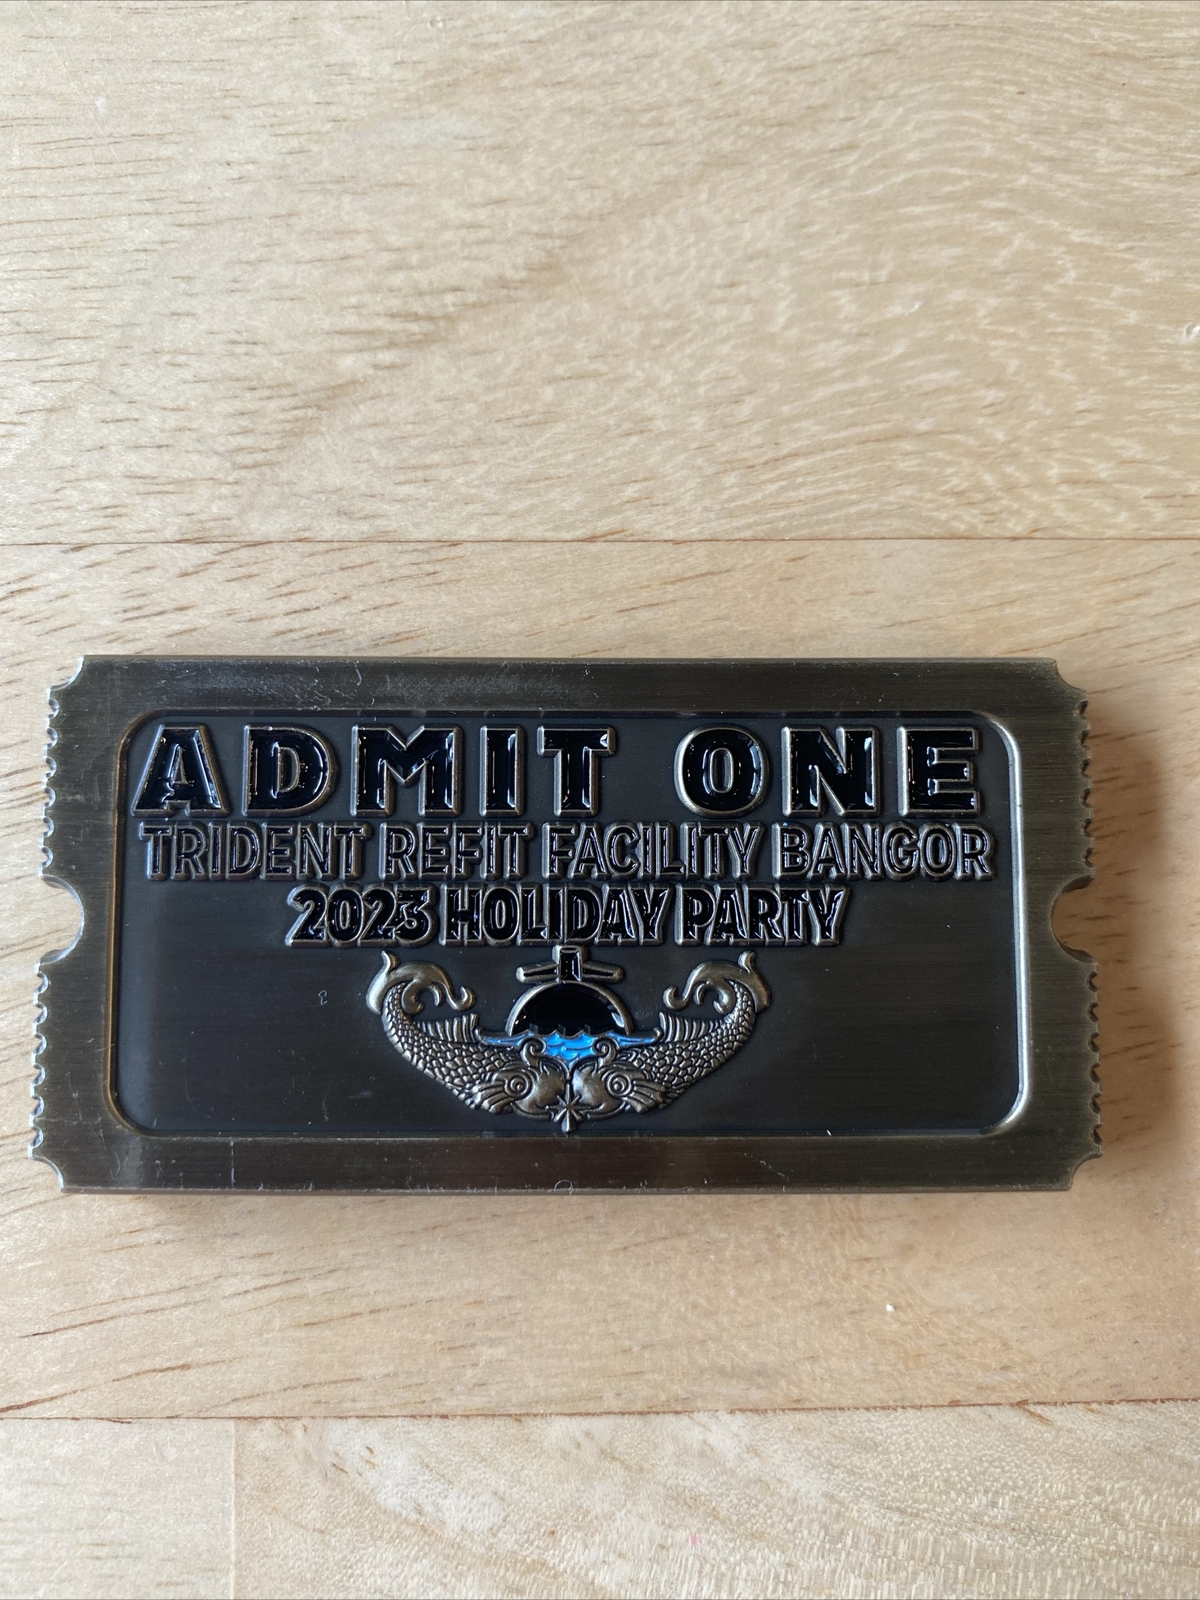 ADMIT ONE
TRIDENT REFIT FACILITY BANGOR
2023 HOLIDAY PARTY